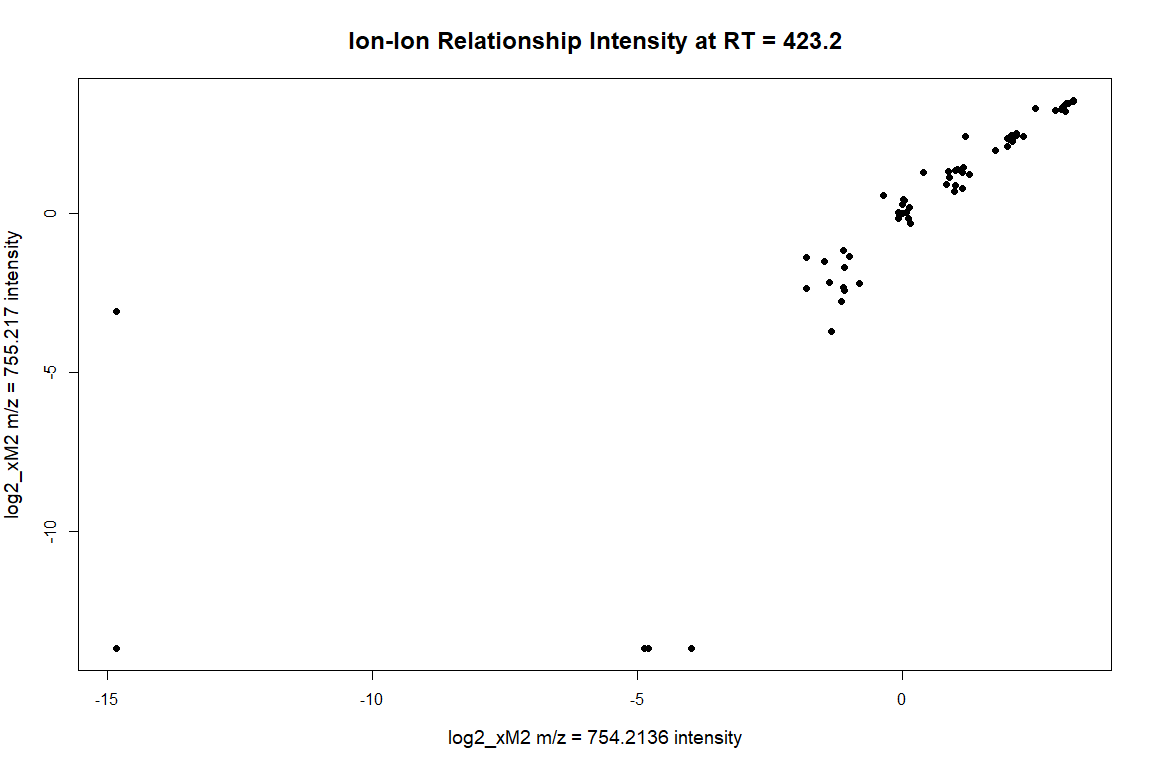 Ion-Ion Relationship Intensity at RT = 423.2
log2_xM2 m/z = 755.217 intensity
0
-5
-10
-15
-10
-5
0
log2_xM2 m/z = 754.2136 intensity